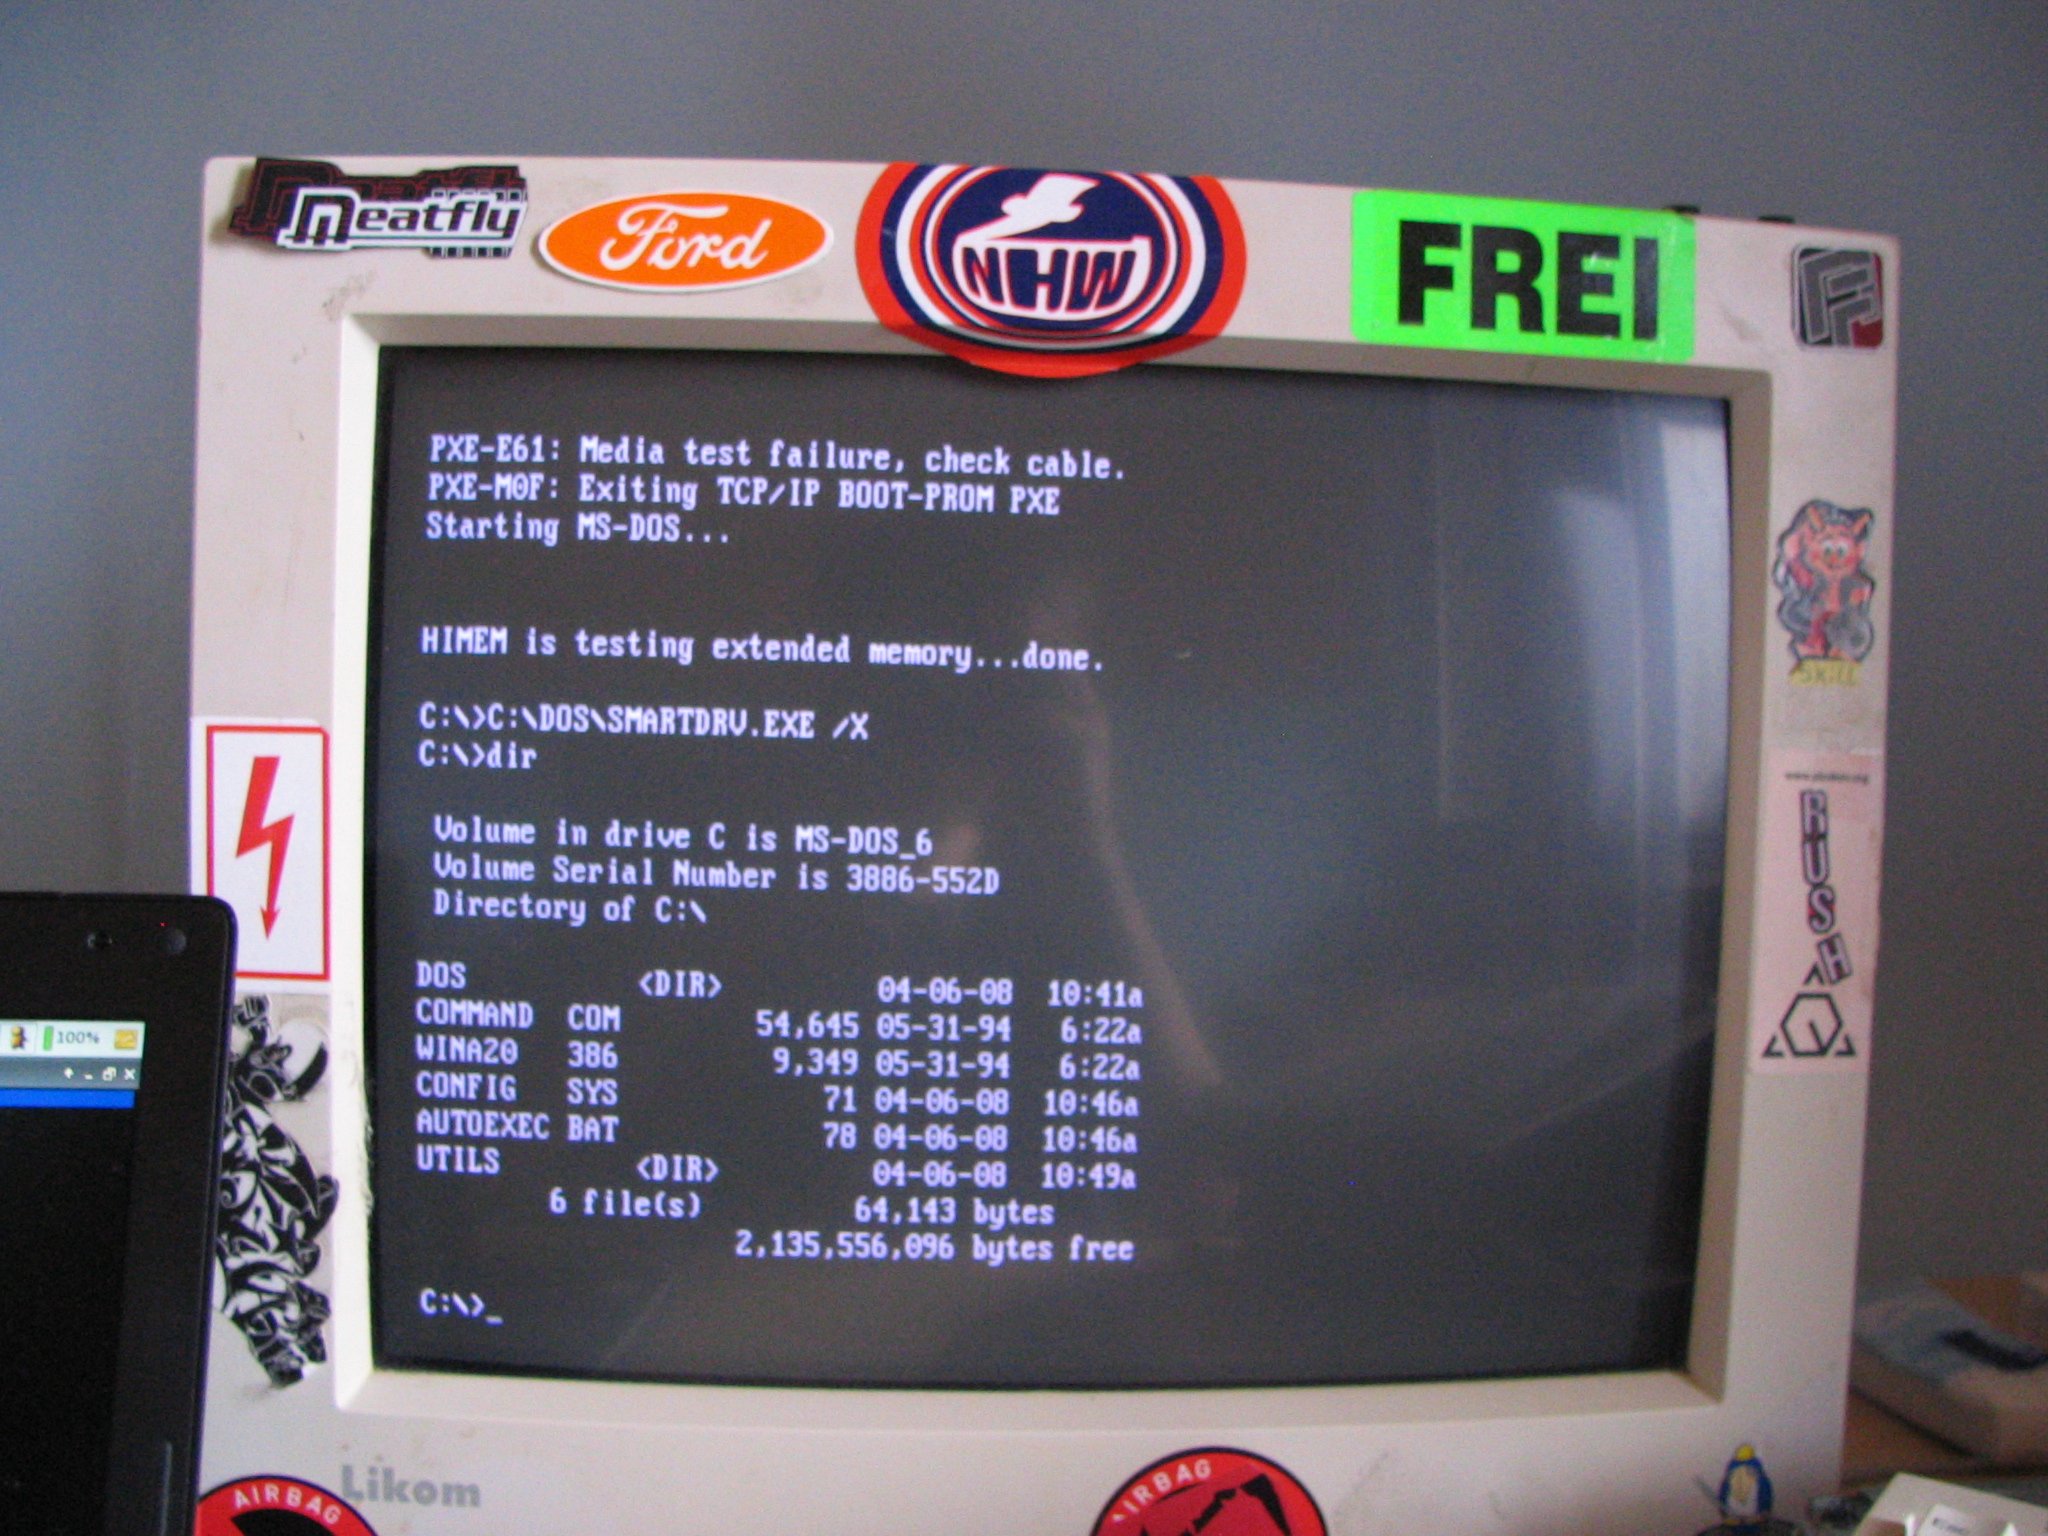 neatfly
Ford
NHW
FREI
PXE-E61: Media test failure, check cable.
PXE-M0F: Exiting TCP/IP BOOT-PROM PXE
Starting MS-DOS...
HIMEM is testing extended memory...done.
C:\>C:\DOS\SMARTDRV.EXE /X
C:\>dir
Volume in drive C is MS-DOS_6
Volume Serial Number is 3886-552D
Directory of C:\
DOS <DIR> 04-06-08 10:41a
COMMAND COM 54,645 05-31-94 6:22a
WINA20 386 9,349 05-31-94 6:22a
CONFIG SYS 71 04-06-08 10:46a
AUTOEXEC BAT 78 04-06-08 10:46a
UTILS <DIR> 04-06-08 10:49a
6 file(s) 64,143 bytes
2,135,556,096 bytes free
C:\>_
RUSH
100%
Likom
AIRBAG
AIRBAG